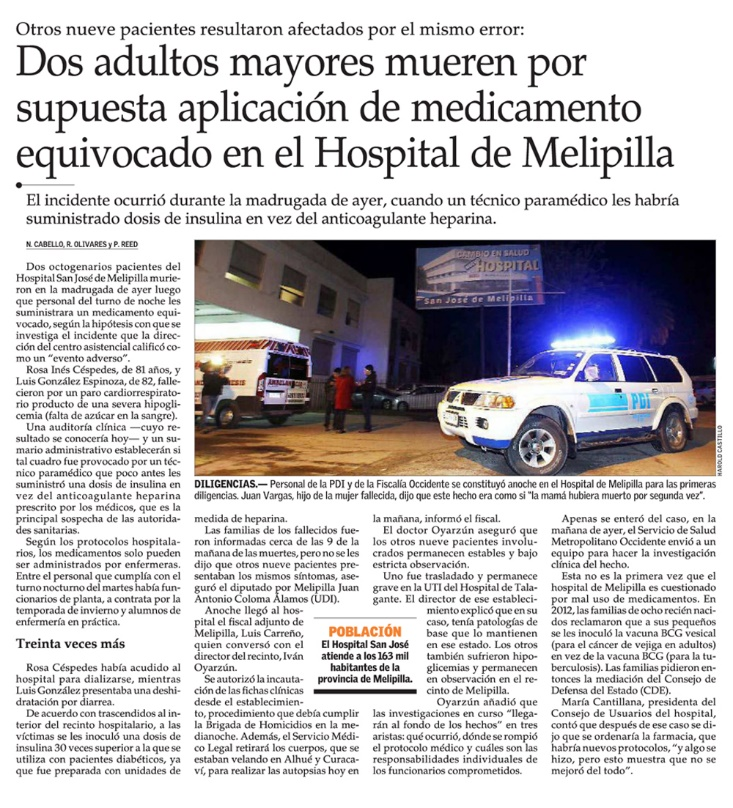 Otros nueve pacientes resultaron afectados por el mismo error:
Dos adultos mayores mueren por
supuesta aplicación de medicamento
equivocado en el Hospital de Melipilla
El incidente ocurrió durante la madrugada de ayer, cuando un técnico paramédico les habría
suministrado dosis de insulina en vez del anticoagulante heparina.
N. CABELLO, R. OLIVARES y P. REED
Dos octogenarios pacientes del
Hospital San José de Melipilla murie-
ron en la madrugada de ayer luego
que personal del turno de noche les
suministrara un medicamento equi-
vocado, según la hipótesis con que se
investiga el incidente que la direc-
ción del centro asistencial calificó co-
mo un “evento adverso”.
Rosa Inés Céspedes, de 81 años, y
Luis González Espinoza, de 82, falle-
cieron por un paro cardiorrespirato-
rio producto de una severa hipogli-
cemia (falta de azúcar en la sangre).
Una auditoría clínica —cuyo re-
sultado se conocería hoy— y un su-
mario administrativo establecerán si
tal cuadro fue provocado por un téc-
nico paramédico que poco antes les
suministró una dosis de insulina en
vez del anticoagulante heparina
prescrito por los médicos, que es la
principal sospecha de las autorida-
des sanitarias.
Según los protocolos hospitala-
rios, los medicamentos solo pueden
ser administrados por enfermeras.
Entre el personal que cumplía con el
turno nocturno del martes había fun-
cionarios de planta, a contrata por la
temporada de invierno y alumnos de
enfermería en práctica.
Treinta veces más
Rosa Céspedes había acudido al
hospital para dializarse, mientras
Luis González presentaba una deshi-
dratación por diarrea.
De acuerdo con trascendidos al in-
terior del recinto hospitalario, a las
víctimas se les inoculó una dosis de
insulina 30 veces superior a la que se
utiliza con pacientes diabéticos, ya
que fue preparada con unidades de
CAMBIO EN SALUD
HOSPITAL
San José de Melipilla
AMBULANCIA
PDI
HAROLD CASTILLO
DILIGENCIAS.— Personal de la PDI y de la Fiscalía Occidente se constituyó anoche en el Hospital de Melipilla para las primeras
diligencias. Juan Vargas, hijo de la mujer fallecida, dijo que este hecho era como si “la mamá hubiera muerto por segunda vez”.
medida de heparina.
Las familias de los fallecidos fue-
ron informadas cerca de las 9 de la
mañana de las muertes, pero no se les
dijo que otros nueve pacientes pre-
sentaban los mismos síntomas, ase-
guró el diputado por Melipilla Juan
Antonio Coloma Álamos (UDI).
Anoche llegó al hos-
pital el fiscal adjunto de
Melipilla, Luis Carreño,
quien conversó con el
director del recinto, Iván
Oyarzún.
Se autorizó la incauta-
ción de las fichas clínicas
desde el establecimien-
to, procedimiento que debía cumplir
la Brigada de Homicidios en la me-
dianoche. Además, el Servicio Mé-
dico Legal retirará los cuerpos, que se
estaban velando en Alhué y Curaca-
ví, para realizar las autopsias hoy en
POBLACIÓN
El Hospital San José
atiende a los 163 mil
habitantes de la
provincia de Melipilla.
la mañana, informó el fiscal.
El doctor Oyarzún aseguró que
los otros nueve pacientes involu-
crados permanecen estables y bajo
estricta observación.
Uno fue trasladado y permanece
grave en la UTI del Hospital de Tala-
gante. El director de ese estableci-
miento explicó que en su
caso, tenía patologías de
base que lo mantienen
en ese estado. Los otros
también sufrieron hipo-
glicemias y permanecen
en observación en el re-
cinto de Melipilla.
Oyarzún añadió que
las investigaciones en curso “llega-
rán al fondo de los hechos” en tres
aristas: qué ocurrió, dónde se rompió
el protocolo médico y cuáles son las
responsabilidades individuales de
los funcionarios comprometidos.
Apenas se enteró del caso, en la
mañana de ayer, el Servicio de Salud
Metropolitano Occidente envió a un
equipo para hacer la investigación
clínica del hecho.
Esta no es la primera vez que el
hospital de Melipilla es cuestionado
por mal uso de medicamentos. En
2012, las familias de ocho recién naci-
dos reclamaron que a sus pequeños
se les inoculó la vacuna BCG vesical
(para el cáncer de vejiga en adultos)
en vez de la vacuna BCG (para la tu-
berculosis). Las familias pidieron en-
tonces la mediación del Consejo de
Defensa del Estado (CDE).
María Cantillana, presidenta del
Consejo de Usuarios del hospital,
contó que después de ese caso se di-
jo que se ordenaría la farmacia, que
habría nuevos protocolos, “y algo se
hizo, pero esto muestra que no se
mejoró del todo”.